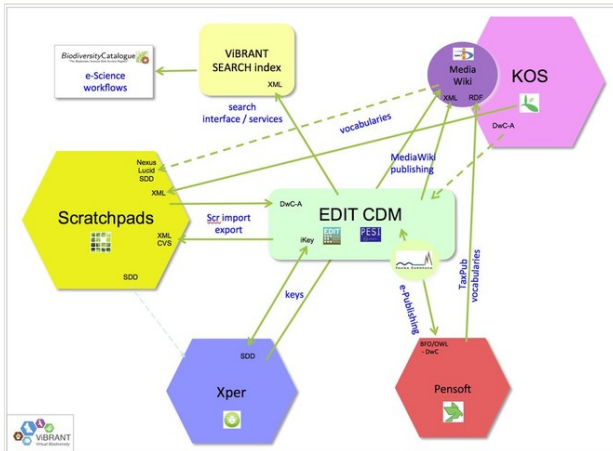 BiodiversityCatalogue
e-Science
workflows
ViBRANT
SEARCH index
XML
search
interface / services
Media
Wiki
XML RDF
KOS
DwC-A
vocabularies
MediaWiki
publishing
Nexus
Lucid
SDD
XML
Scratchpads
XML
CVS
SDD
Scr import
export
DwC-A
EDIT CDM
iKey
EDIT
PESI
keys
e-Publishing
TaxPub
vocabularies
SDD
Xper
BFO/OWL
- DwC
Pensoft
ViBRANT
Virtual Biodiversity